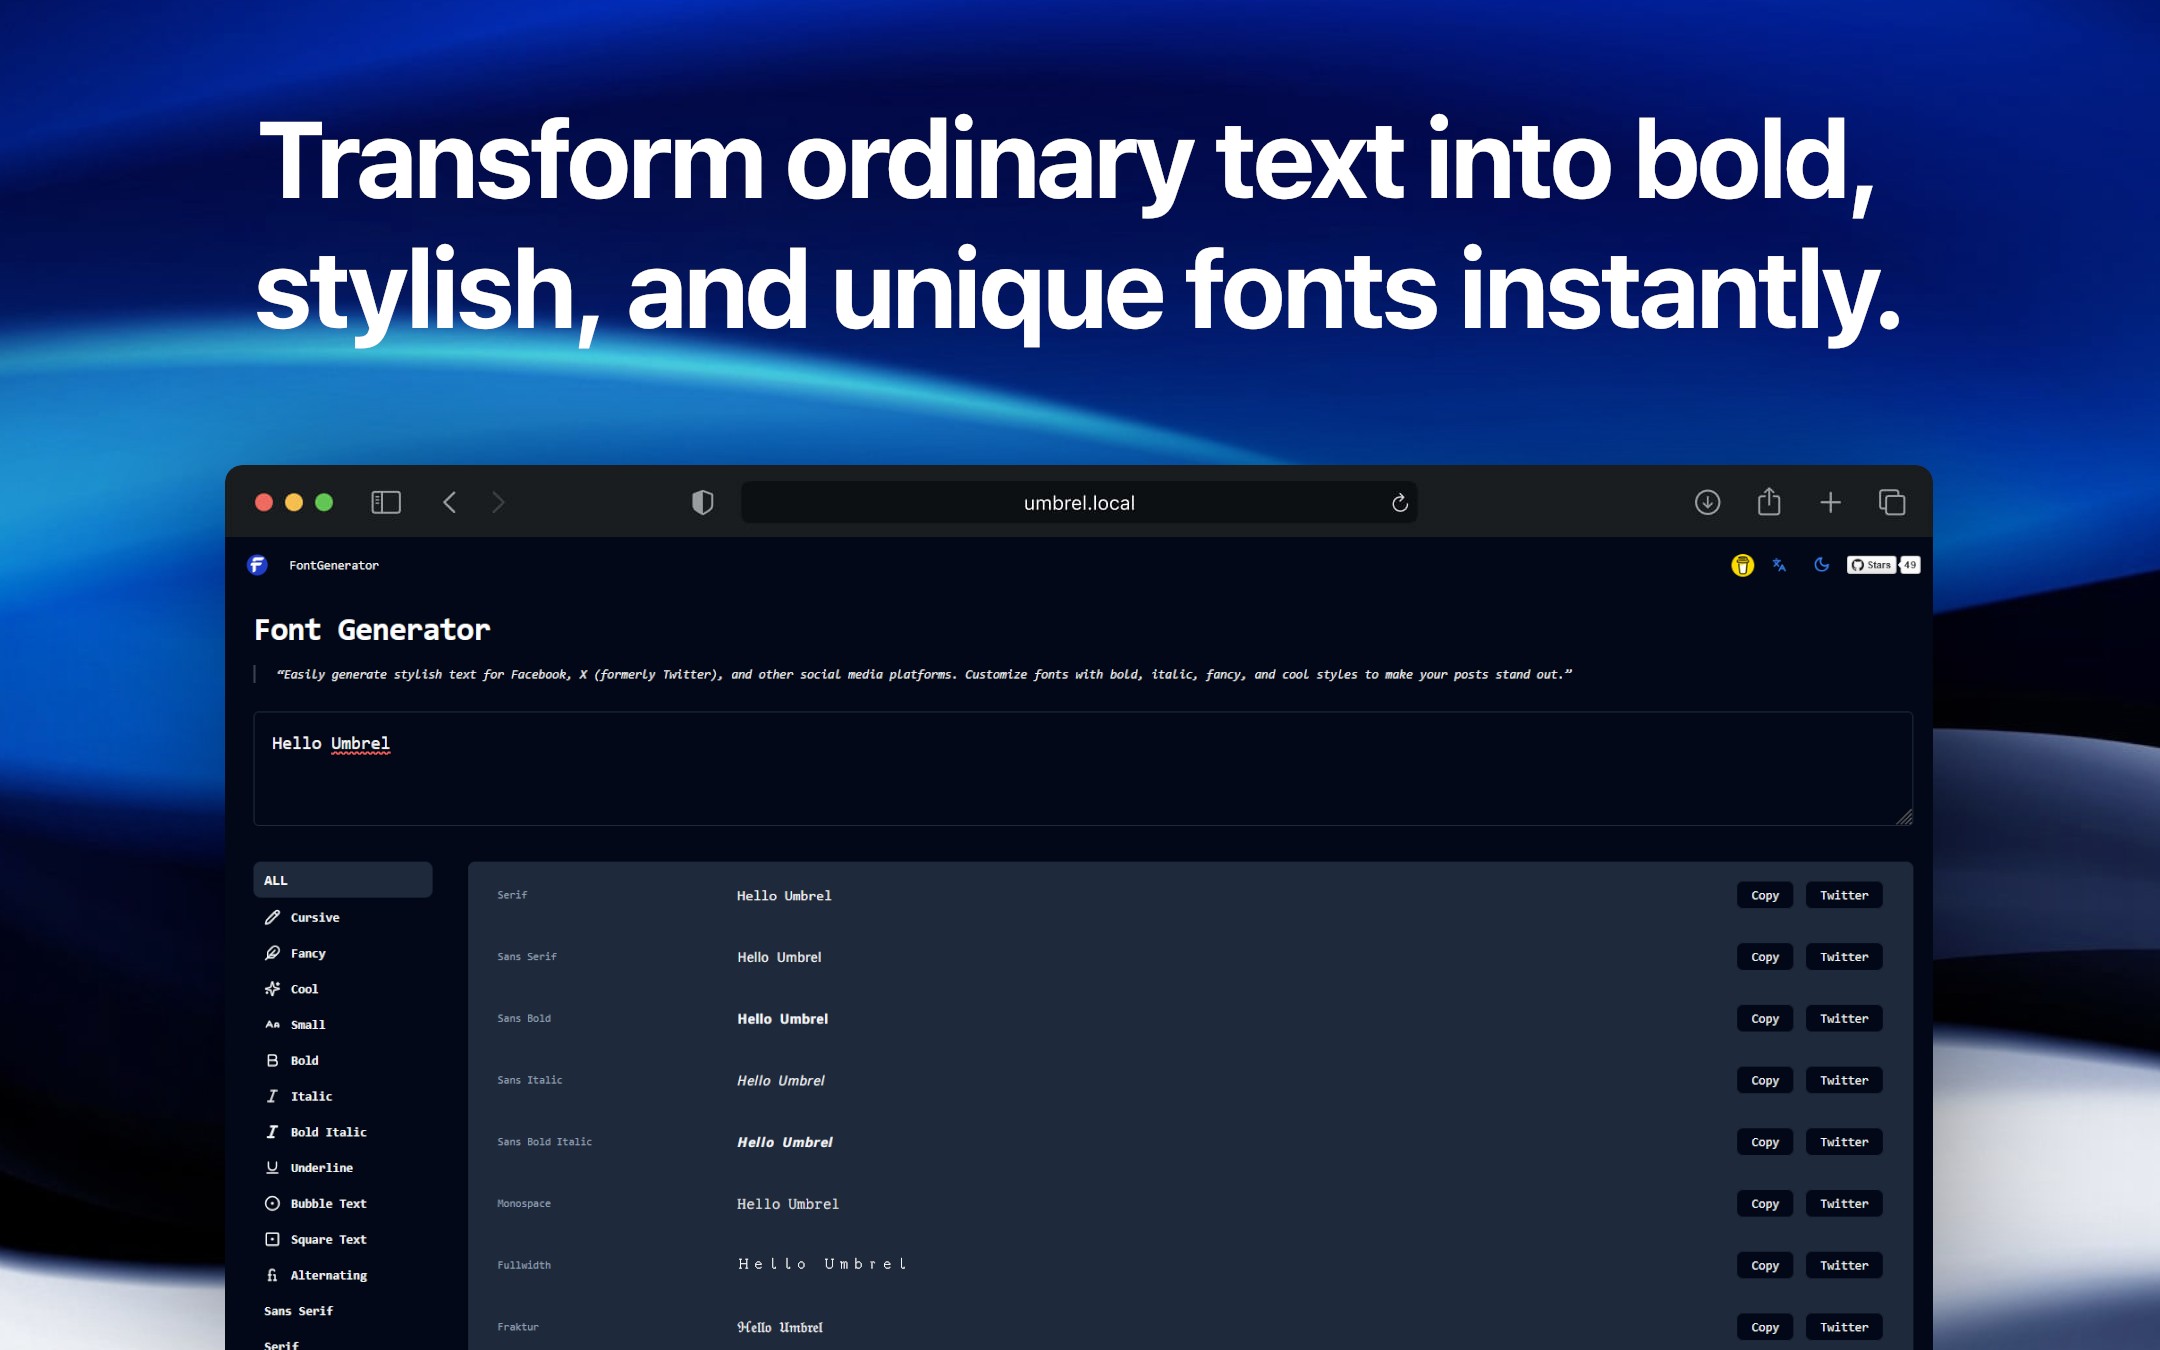 Transform ordinary text into bold,
stylish, and unique fonts instantly.
umbrel.local
FontGenerator
Stars 49
Font Generator
“Easily generate stylish text for Facebook, X (formerly Twitter), and other social media platforms. Customize fonts with bold, italic, fancy, and cool styles to make your posts stand out.”
Hello Umbrel
ALL
Cursive
Fancy
Cool
Small
Bold
Italic
Bold Italic
Underline
Bubble Text
Square Text
Alternating
Sans Serif
Serif
Serif Hello Umbrel Copy Twitter
Sans Serif Hello Umbrel Copy Twitter
Sans Bold Hello Umbrel Copy Twitter
Sans Italic Hello Umbrel Copy Twitter
Sans Bold Italic Hello Umbrel Copy Twitter
Monospace Hello Umbrel Copy Twitter
Fullwidth Hello Umbrel Copy Twitter
Fraktur Hello Umbrel Copy Twitter